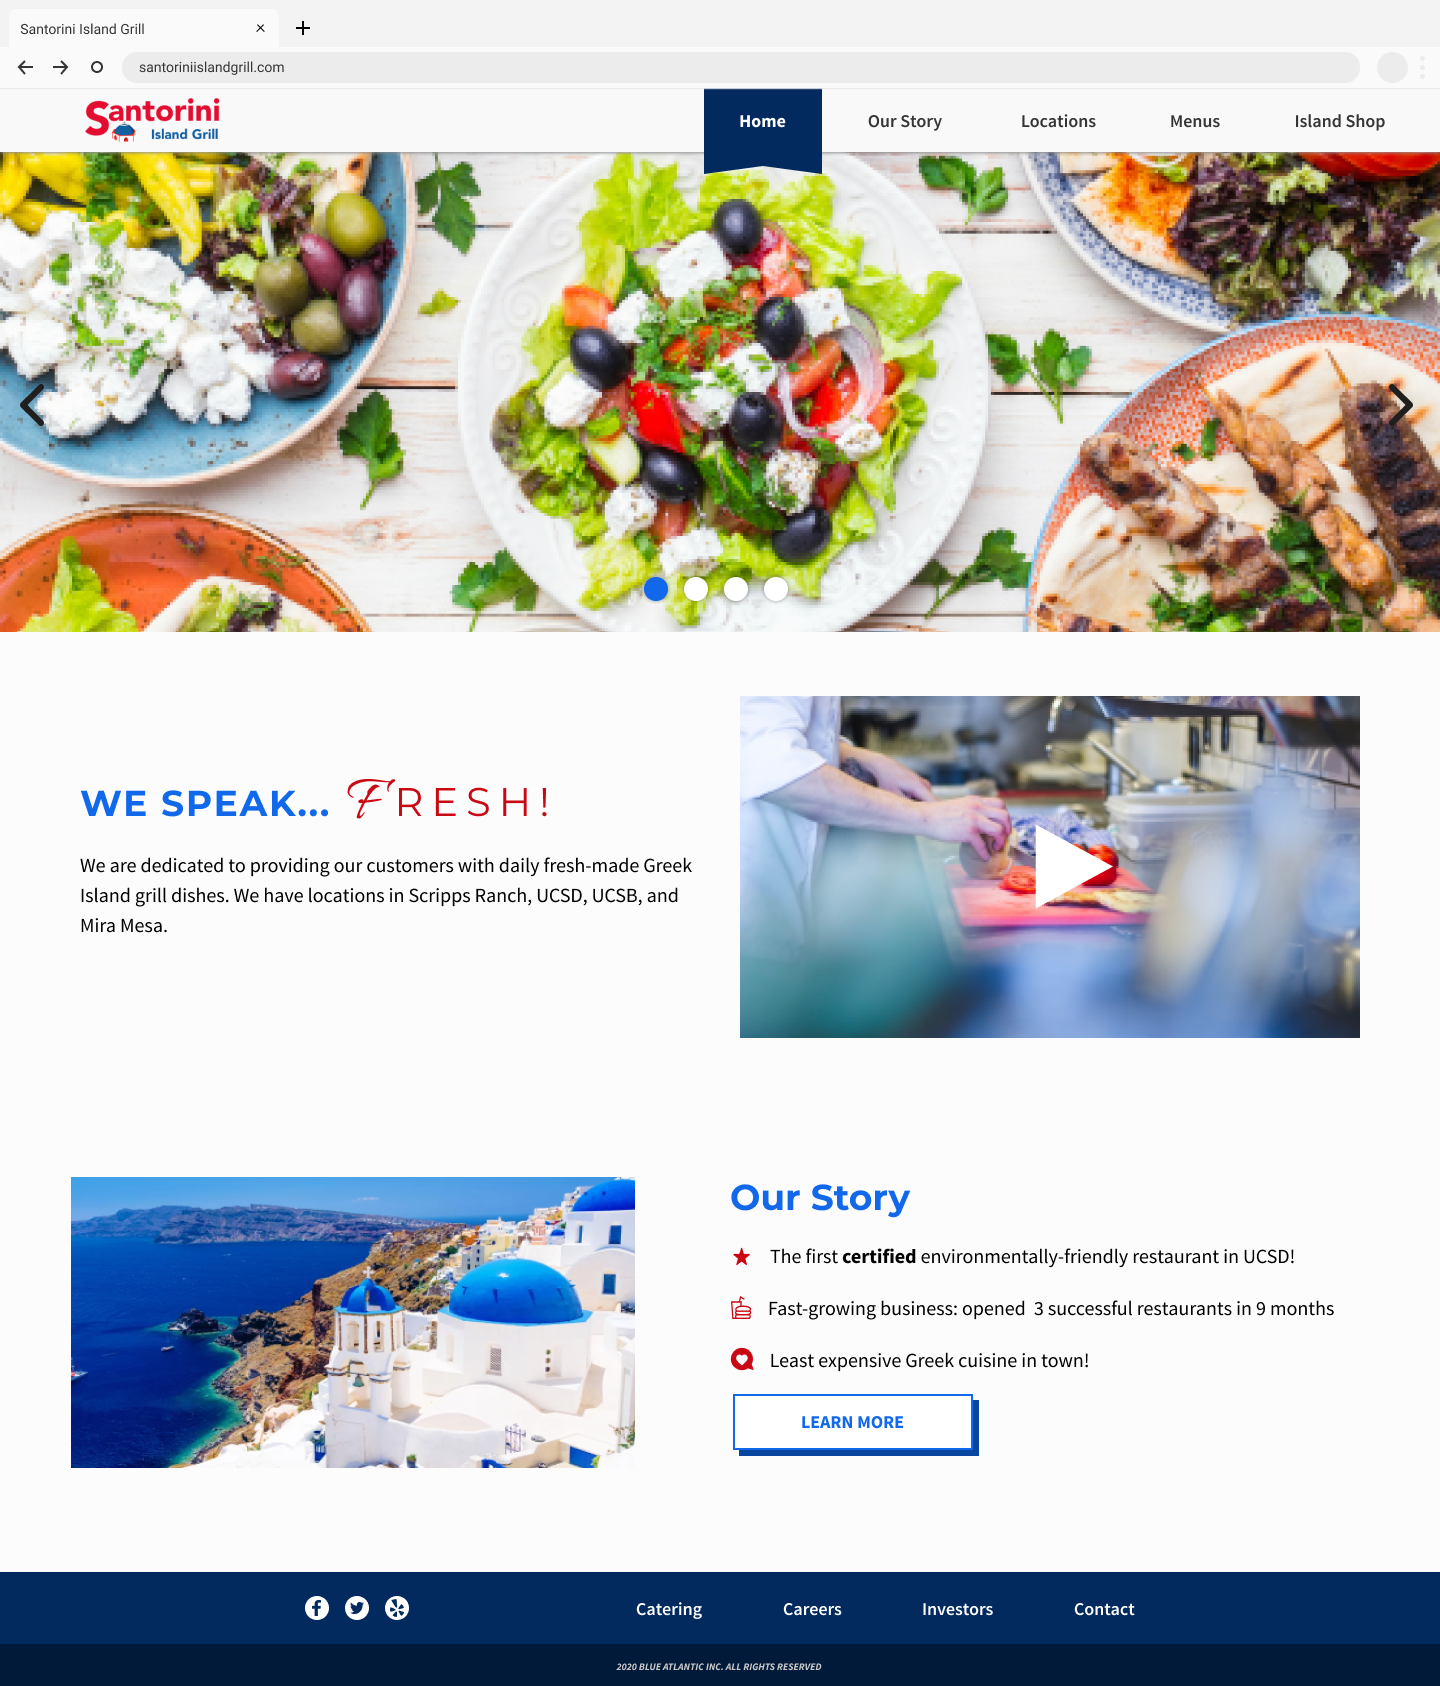 Santorini Island Grill
santoriniislandgrill.com
Santorini
Island Grill
Home Our Story Locations Menus Island Shop
WE SPEAK... FRESH!
We are dedicated to providing our customers with daily fresh-made Greek
Island grill dishes. We have locations in Scripps Ranch, UCSD, UCSB, and
Mira Mesa.
Our Story
The first certified environmentally-friendly restaurant in UCSD!
Fast-growing business: opened  3 successful restaurants in 9 months
Least expensive Greek cuisine in town!
LEARN MORE
Catering Careers Investors Contact
2020 BLUE ATLANTIC INC. ALL RIGHTS RESERVED